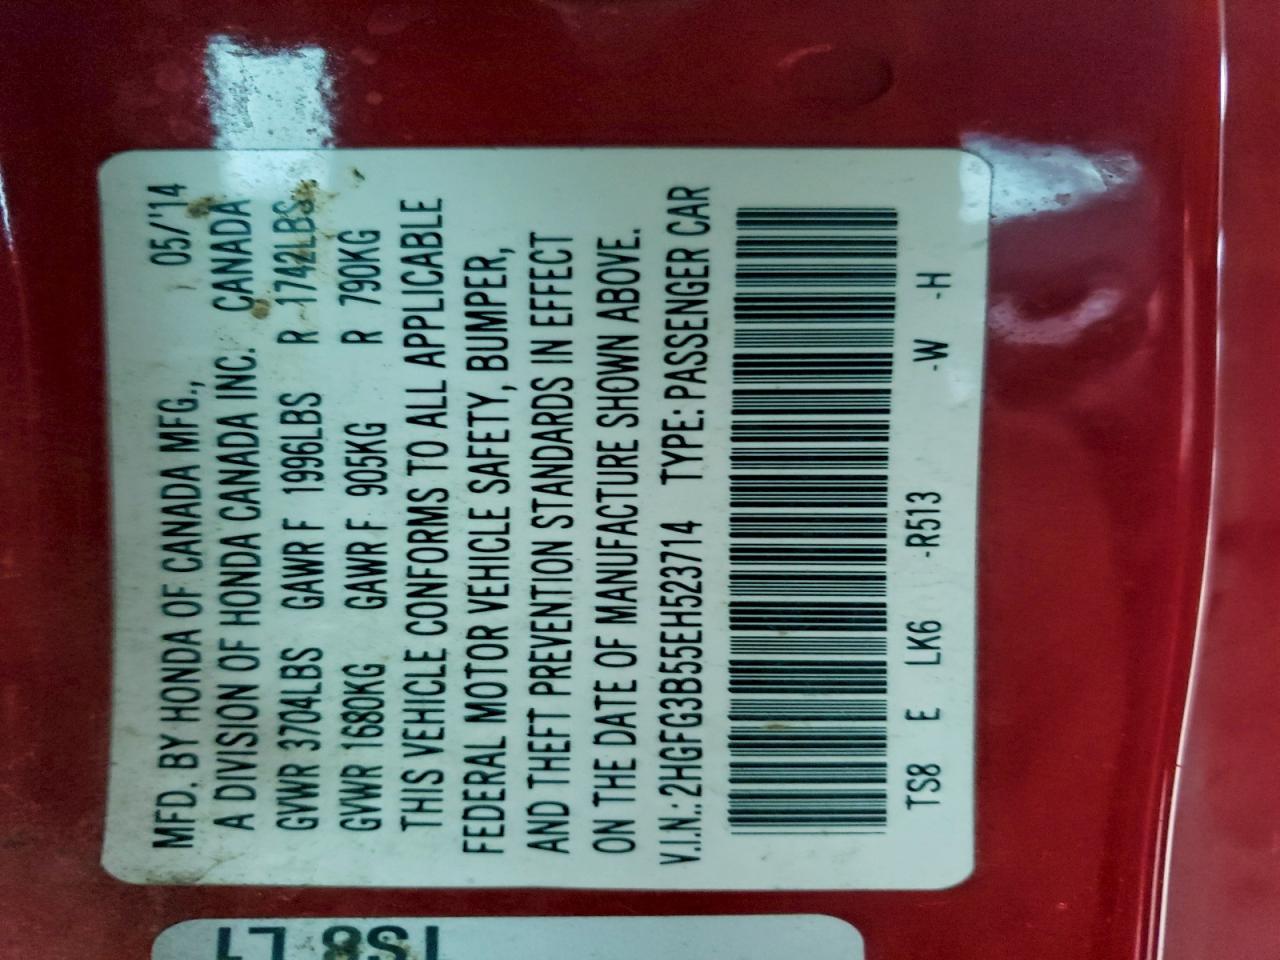 MFD. BY HONDA OF CANADA MFG., 05/'14
A DIVISION OF HONDA CANADA INC. CANADA
GVWR 3704LBS GAWR F 1996LBS R 1742LBS
GVWR 1680KG GAWR F 905KG R 790KG
THIS VEHICLE CONFORMS TO ALL APPLICABLE
FEDERAL MOTOR VEHICLE SAFETY, BUMPER,
AND THEFT PREVENTION STANDARDS IN EFFECT
ON THE DATE OF MANUFACTURE SHOWN ABOVE.
V.I.N.: 2HGFG3B55EH523714 TYPE: PASSENGER CAR
TS8 E LK6 -R513 -W -H
TS8